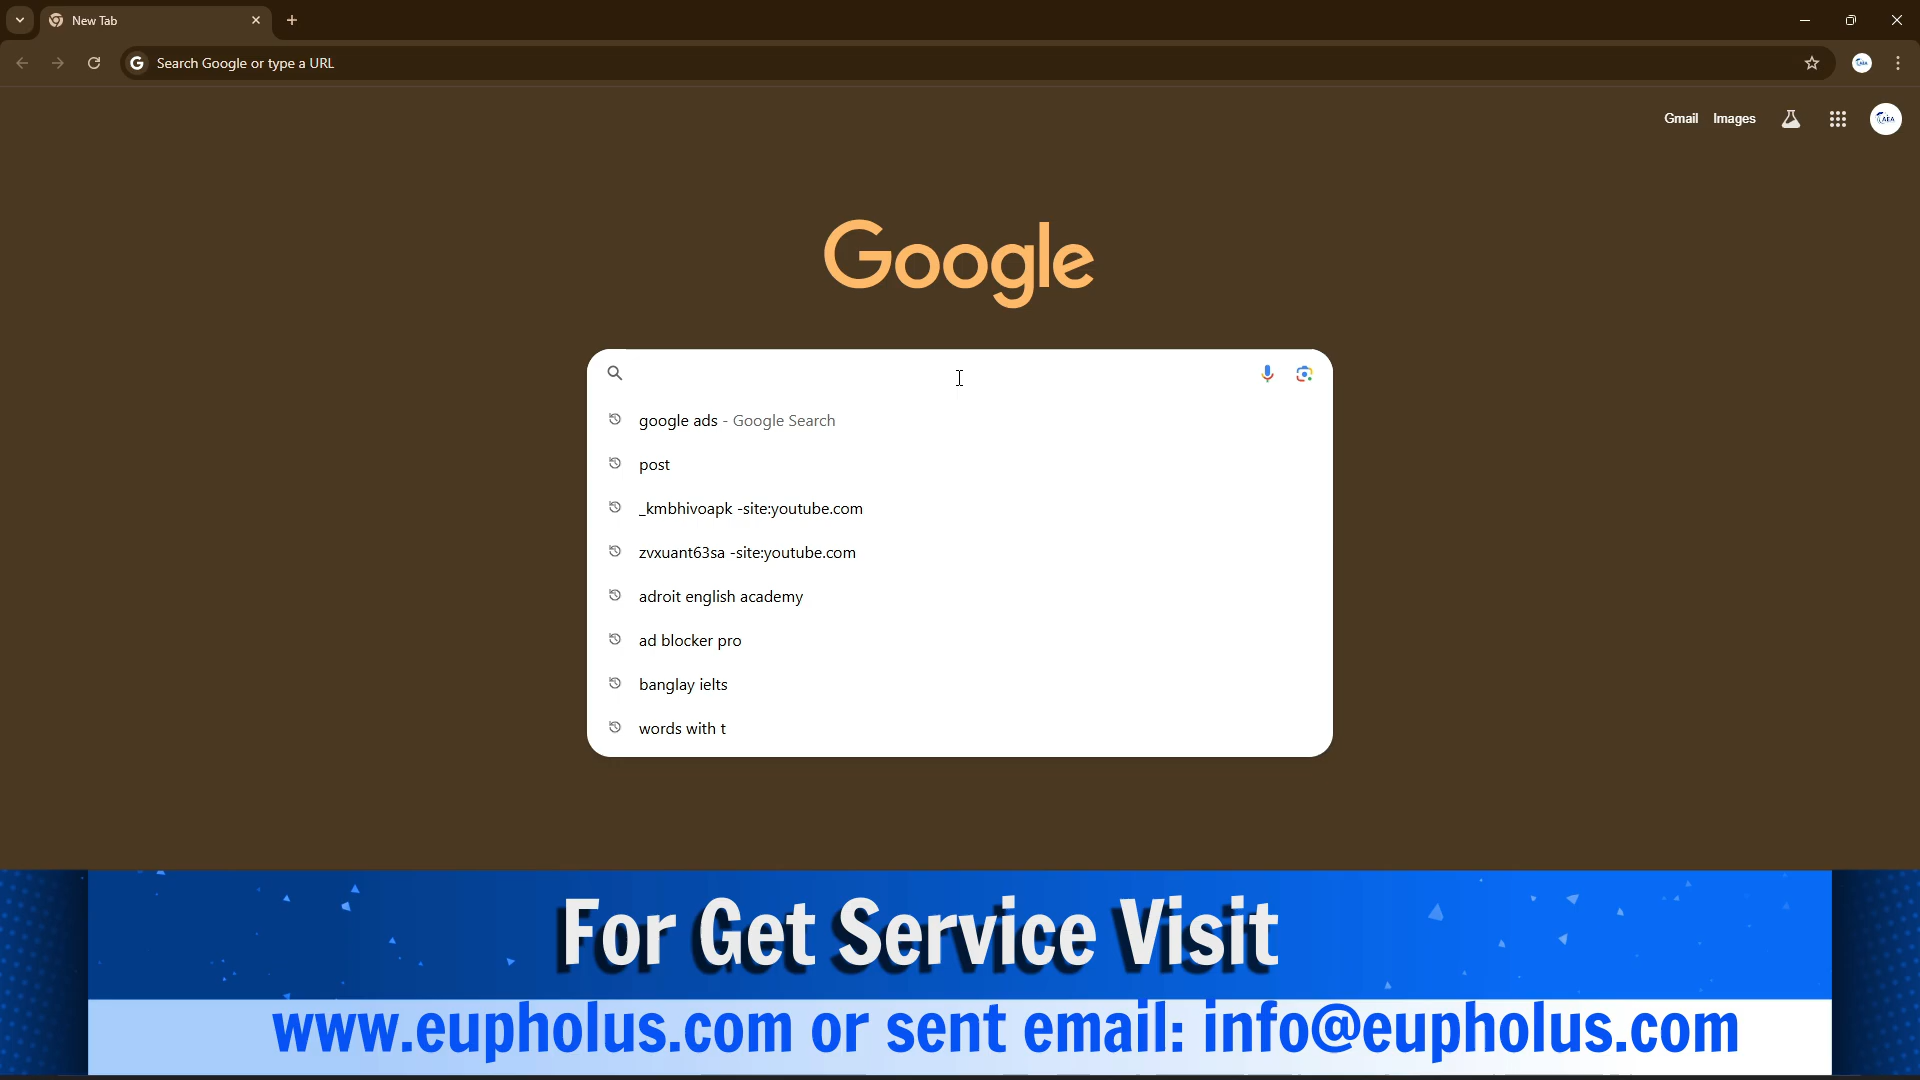 New Tab
Search Google or type a URL
Gmail Images
AEA
Google
google ads - Google Search
post
_kmbhivoapk -site:youtube.com
zvxuant63sa -site:youtube.com
adroit english academy
ad blocker pro
banglay ielts
words with t
For Get Service Visit
www.eupholus.com or sent email: info@eupholus.com